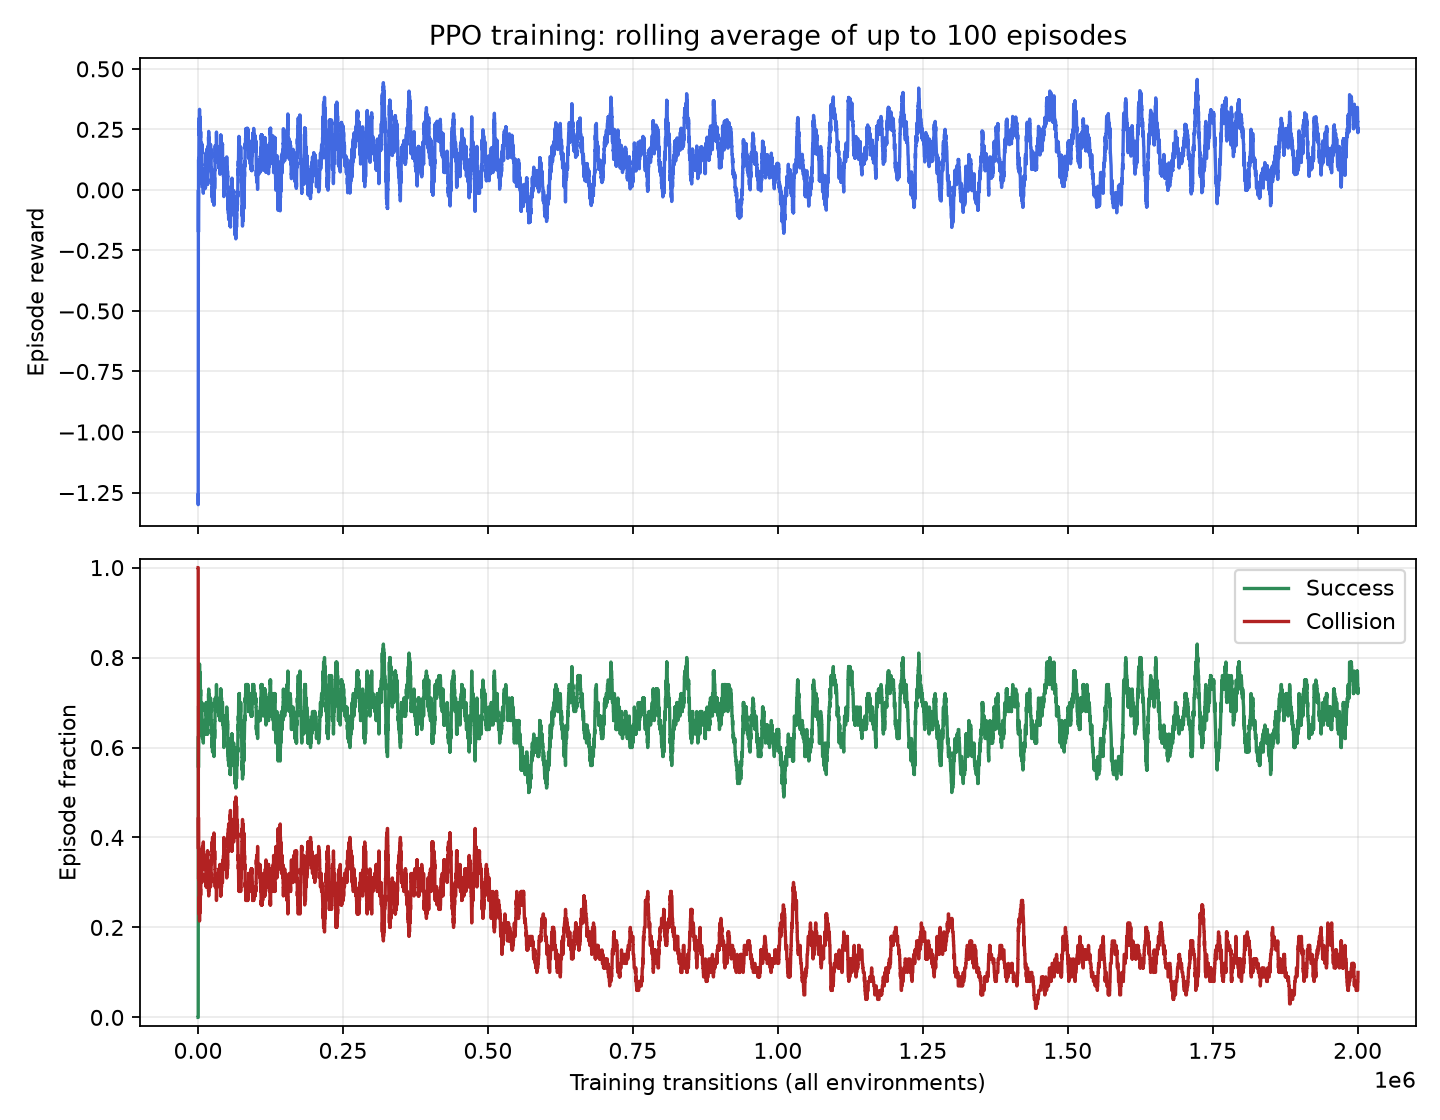 PPO training: rolling average of up to 100 episodes
0.50
0.25
0.00
−0.25
−0.50
−0.75
−1.00
−1.25
Episode reward
1.0
0.8
0.6
0.4
0.2
0.0
Episode fraction
Success
Collision
0.00 0.25 0.50 0.75 1.00 1.25 1.50 1.75 2.00
Training transitions (all environments)
1e6